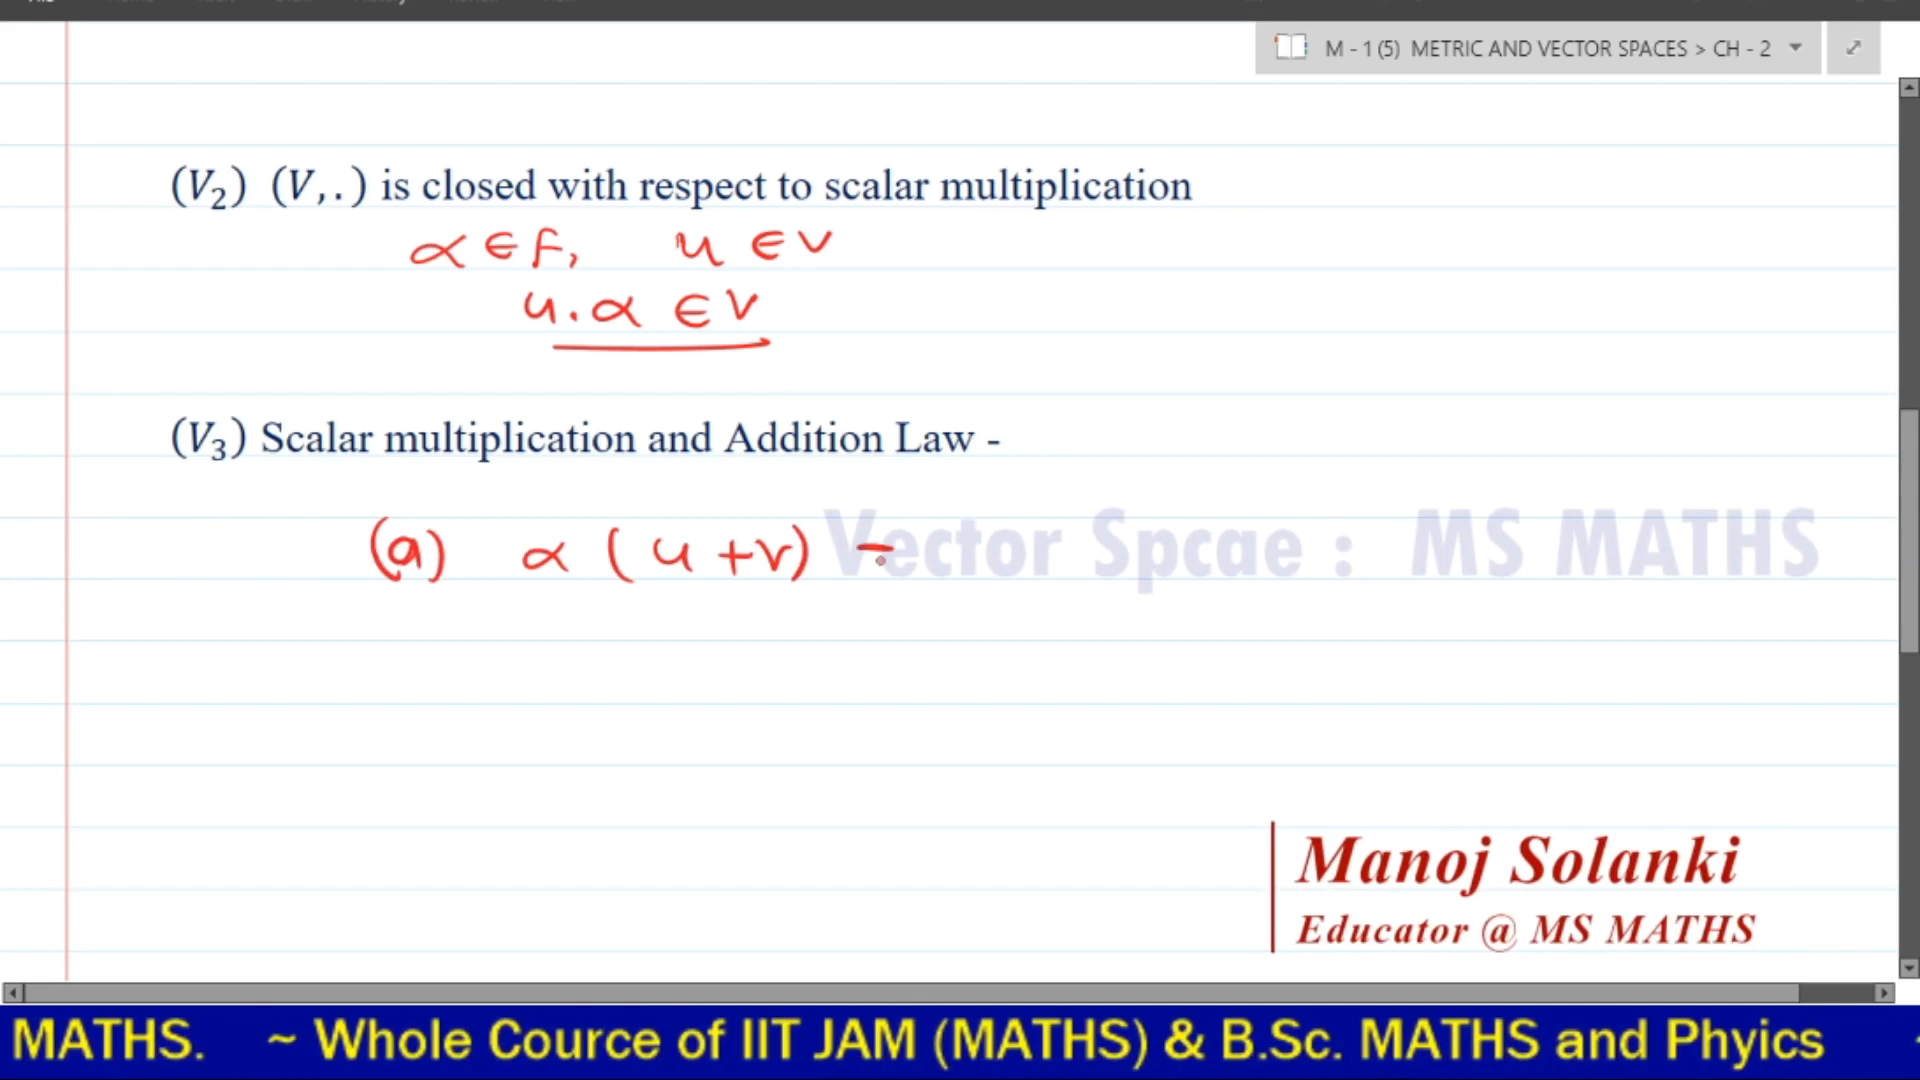 M - 1 (5) METRIC AND VECTOR SPACES > CH - 2
(V₂) (V, . ) is closed with respect to scalar multiplication
α ∈ F, u ∈ V
u . α ∈ V
(V₃) Scalar multiplication and Addition Law -
(a) α ( u + v) -
Vector Spcae : MS MATHS
Manoj Solanki
Educator @ MS MATHS
MATHS. ~ Whole Cource of IIT JAM (MATHS) & B.Sc. MATHS and Phyics